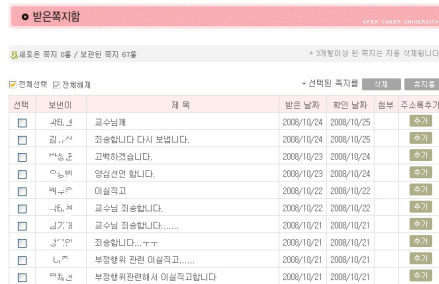 받은쪽지함
OPEN CYBER UNIVERSITY
새로운 쪽지 0통 / 보관된 쪽지 67통 * 3개월이상 된 쪽지는 자동 삭제됩니다
전체선택 전체해제 + 선택된 쪽지를 삭제 휴지통
선택 보낸이 제 목 받은 날짜 확인 날짜 첨부 주소록추가
교수님께 2008/10/24 2008/10/25 추가
죄송합니다 다시 보냅니다. 2008/10/24 2008/10/25 추가
고백하겠습니다. 2008/10/23 2008/10/24 추가
양심선언 합니다. 2008/10/23 2008/10/24 추가
이실직고 2008/10/22 2008/10/22 추가
교수님 죄송합니다. 2008/10/22 2008/10/22 추가
교수님 죄송합니다....... 2008/10/21 2008/10/21 추가
죄송합니다...ㅜㅜ 2008/10/21 2008/10/21 추가
부정행위 관련 이실직고...... 2008/10/21 2008/10/21 추가
부정행위관련해서 이실직고합니다 2008/10/21 2008/10/21 추가